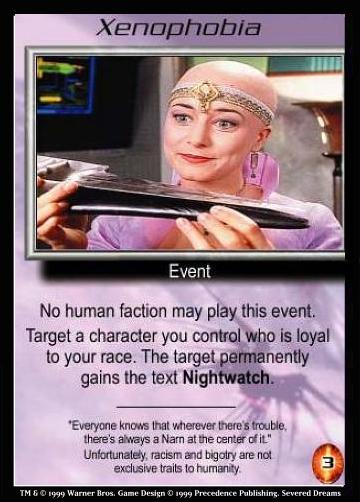 Xenophobia
Event
No human faction may play this event.
Target a character you control who is loyal
to your race. The target permanently
gains the text Nightwatch.
"Everyone knows that wherever there's trouble,
there's always a Narn at the center of it."
Unfortunately, racism and bigotry are not
exclusive traits to humanity.
3
TM & © 1999 Warner Bros. Game Design © 1999 Precedence Publishing. Severed Dreams